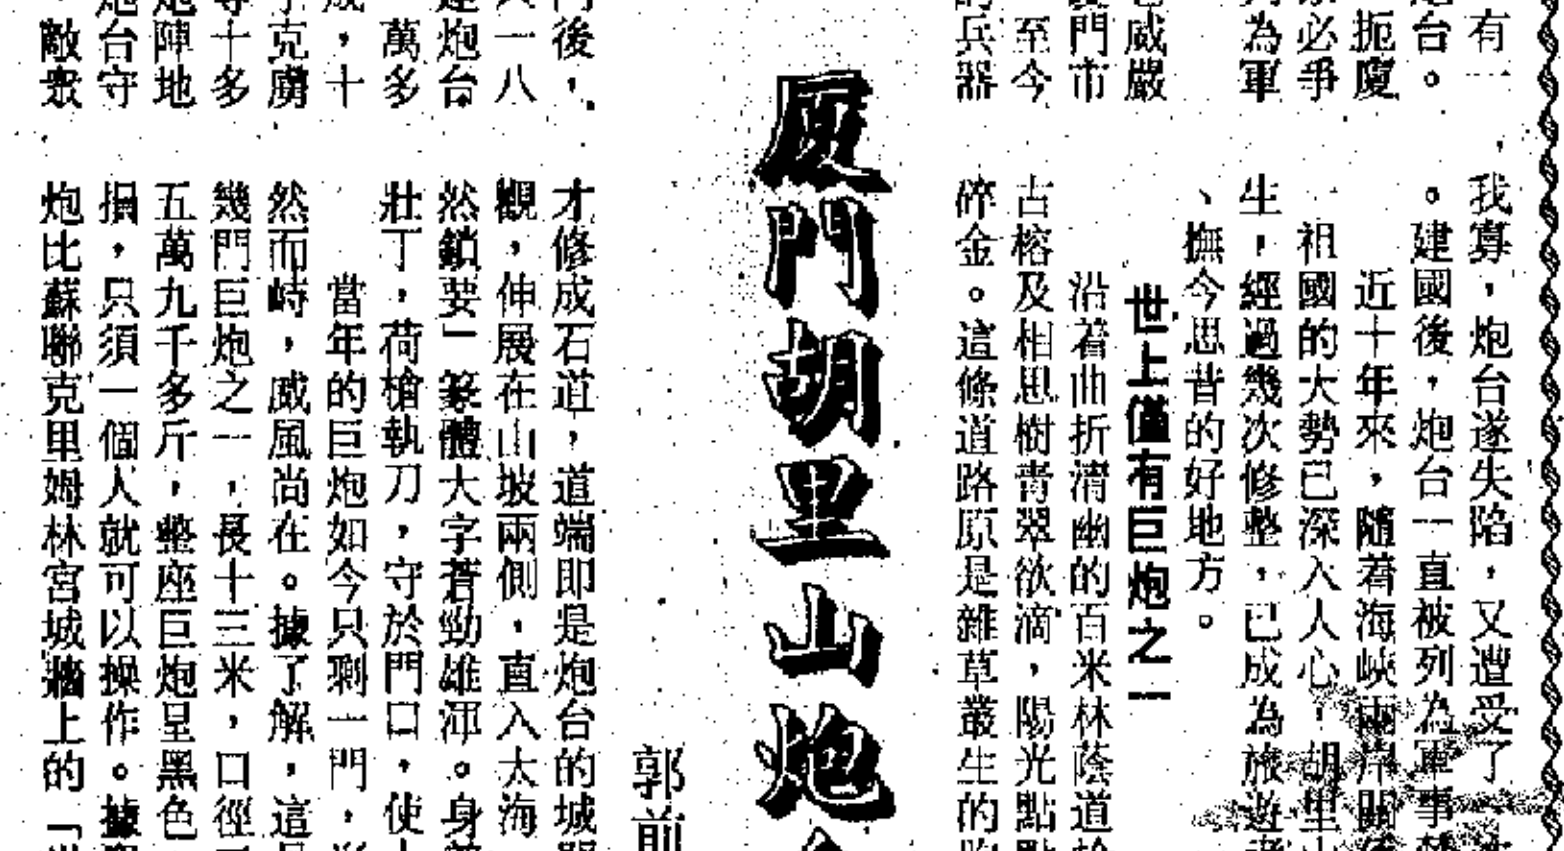 有一
炮台。
扼廈
必爭
為軍
威嚴
門市
至今
兵器
我寡，炮台遂失陷，又遭受了
。建國後，炮台一直被列為軍事
近十年來，隨着海峽兩岸關
祖國的大勢已深入人心，胡里山
生，經過幾次修整，已成為旅遊
、撫今思昔的好地方。
世上僅有巨炮之一
沿着曲折清幽的百米林蔭道
古榕及相思樹青翠欲滴，陽光點點
碎金。這條道路原是雜草叢生的
廈門胡里山炮
郭前
門後，
一八
炮台
萬多
，十
克虜
十多
陣地
台守
，敵衆
才修成石道，道端即是炮台的城
觀，伸展在山坡兩側，直入太海
然鎖要」篆體大字蒼勁雄渾。身
壯丁，荷槍執刀，守於門口，使
當年的巨炮如今只剩一門，
然而峙，威風尚在。據了解，這
幾門巨炮之一，長十三米，口徑
五萬九千多斤，整座巨炮呈黑色
損，只須一個人就可以操作。據
炮比蘇聯克里姆林宮城牆上的「